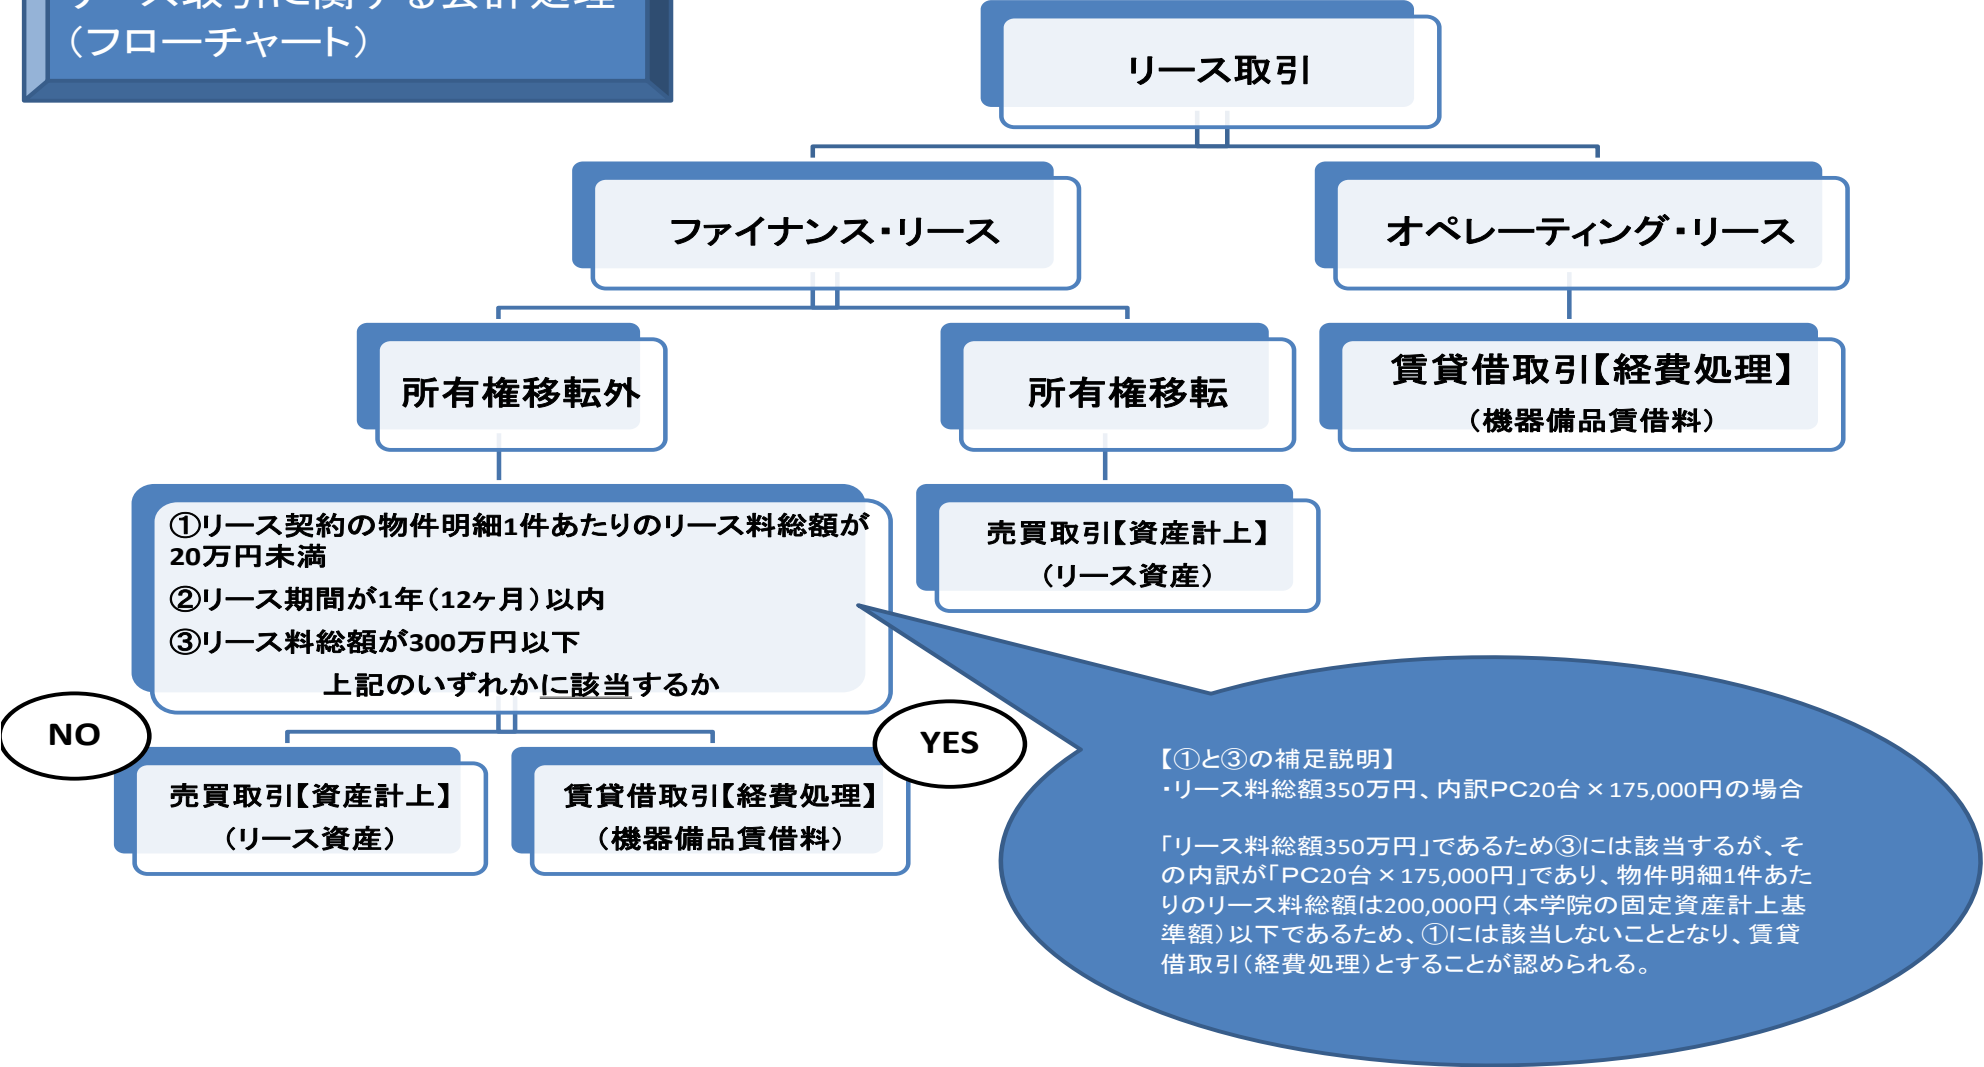 リース取引に関する会計処理
（フローチャート）
リース取引
ファイナンス・リース
オペレーティング・リース
所有権移転外
所有権移転
賃貸借取引【経費処理】
（機器備品賃借料）
①リース契約の物件明細1件あたりのリース料総額が
20万円未満
②リース期間が1年（12ヶ月）以内
③リース料総額が300万円以下
上記のいずれかに該当するか
売買取引【資産計上】
（リース資産）
NO
YES
売買取引【資産計上】
（リース資産）
賃貸借取引【経費処理】
（機器備品賃借料）
【①と③の補足説明】
・リース料総額350万円、内訳PC20台×175,000円の場合
「リース料総額350万円」であるため③には該当するが、そ
の内訳が「PC20台×175,000円」であり、物件明細1件あた
りのリース料総額は200,000円（本学院の固定資産計上基
準額）以下であるため、①には該当しないこととなり、賃貸
借取引（経費処理）とすることが認められる。